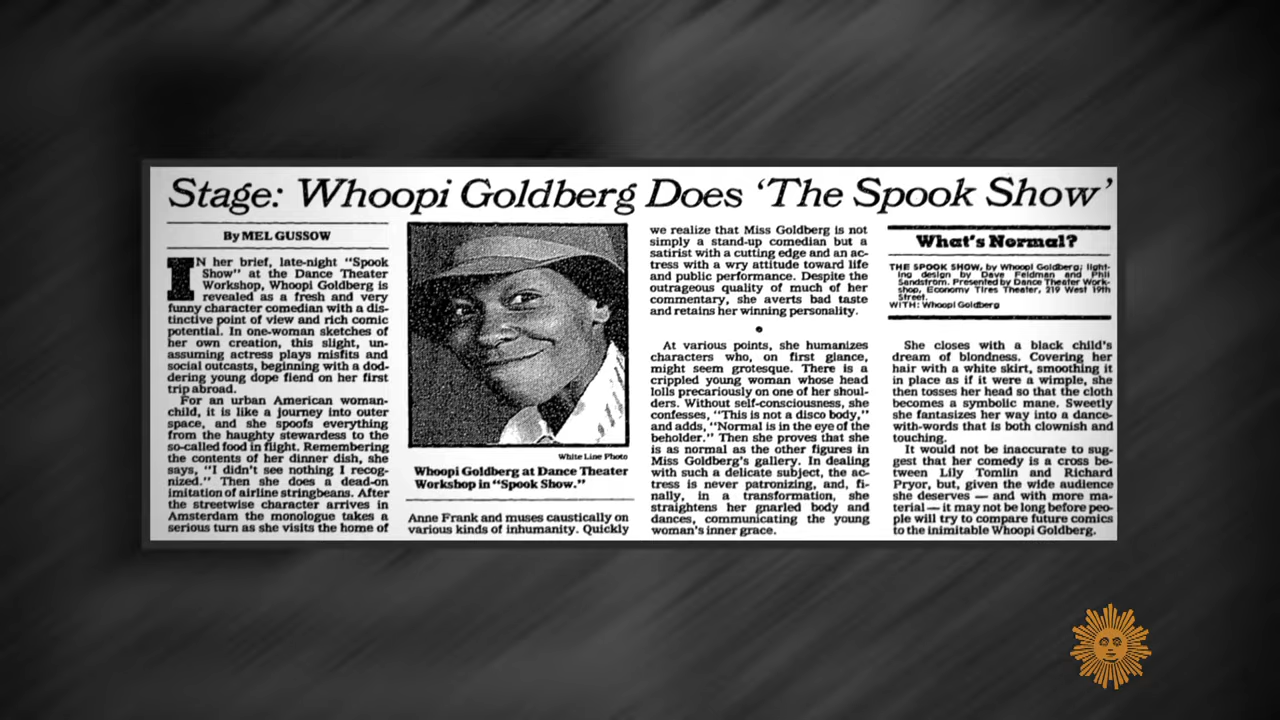 Stage: Whoopi Goldberg Does ‘The Spook Show’
By MEL GUSSOW
IN her brief, late-night “Spook
Show” at the Dance Theater
Workshop, Whoopi Goldberg is
revealed as a fresh and very
funny character comedian with a dis-
tinctive point of view and rich comic
potential. In one-woman sketches of
her own creation, this slight, un-
assuming actress plays misfits and
social outcasts, beginning with a dod-
dering young dope fiend on her first
trip abroad.
For an urban American woman-
child, it is like a journey into outer
space, and she spoofs everything
from the haughty stewardess to the
so-called food in flight. Remembering
the contents of her dinner dish, she
says, “I didn’t see nothing I recog-
nized.” Then she does a dead-on
imitation of airline stringbeans. After
the streetwise character arrives in
Amsterdam the monologue takes a
serious turn as she visits the home of
White Line Photo
Whoopi Goldberg at Dance Theater
Workshop in “Spook Show.”
Anne Frank and muses caustically on
various kinds of inhumanity. Quickly
we realize that Miss Goldberg is not
simply a stand-up comedian but a
satirist with a cutting edge and an ac-
tress with a wry attitude toward life
and public performance. Despite the
outrageous quality of much of her
commentary, she averts bad taste
and retains her winning personality.
At various points, she humanizes
characters who, on first glance,
might seem grotesque. There is a
crippled young woman whose head
lolls precariously on one of her shoul-
ders. Without self-consciousness, she
confesses, “This is not a disco body,”
and adds, “Normal is in the eye of the
beholder.” Then she proves that she
is as normal as the other figures in
Miss Goldberg’s gallery. In dealing
with such a delicate subject, the ac-
tress is never patronizing, and, fi-
nally, in a transformation, she
straightens her gnarled body and
dances, communicating the young
woman’s inner grace.
What’s Normal?
THE SPOOK SHOW, by Whoopi Goldberg; light-
ing design by Dave Feldman and Phil
Sandstrom. Presented by Dance Theater Work-
shop, Economy Tires Theater, 219 West 19th
Street.
WITH: Whoopi Goldberg
She closes with a black child’s
dream of blondness. Covering her
hair with a white skirt, smoothing it
in place as if it were a wimple, she
then tosses her head so that the cloth
becomes a symbolic mane. Sweetly
she fantasizes her way into a dance-
with-words that is both clownish and
touching.
It would not be inaccurate to sug-
gest that her comedy is a cross be-
tween Lily Tomlin and Richard
Pryor, but, given the wide audience
she deserves — and with more ma-
terial — it may not be long before peo-
ple will try to compare future comics
to the inimitable Whoopi Goldberg.